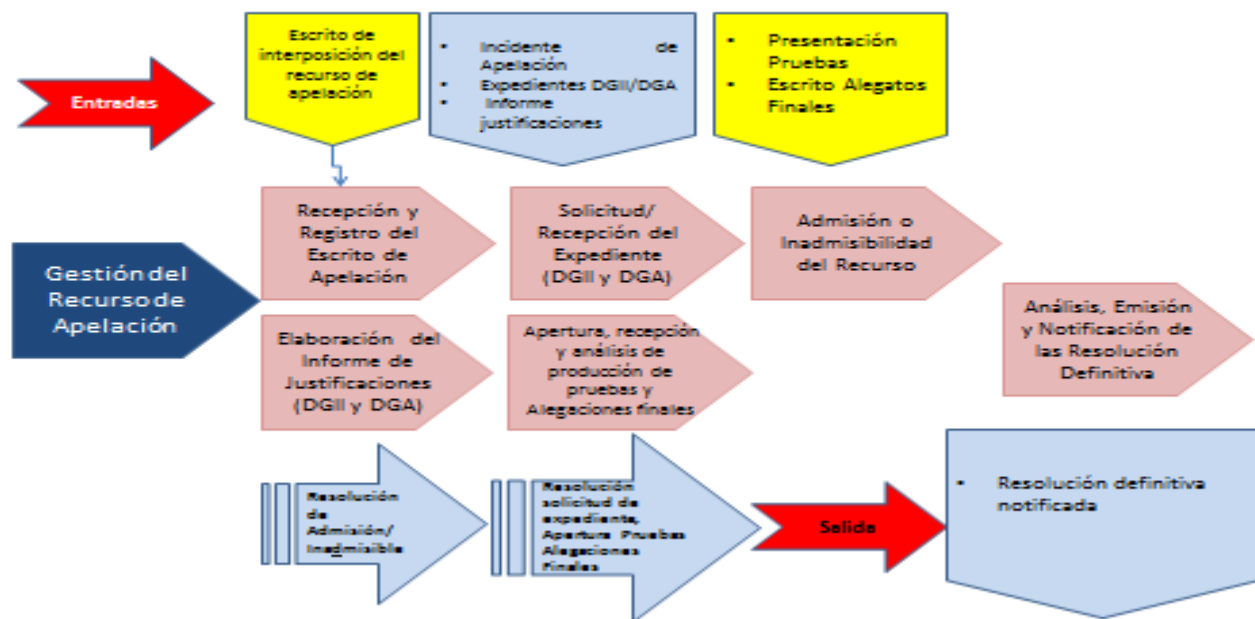 Entradas
Escrito de
interposición del
recurso de
apelación
• Incidente de
Apelación
• Expedientes DGII/DGA
• Informe
justificaciones
• Presentación
Pruebas
• Escrito Alegatos
Finales
Gestión del
Recurso de
Apelación
Recepción y
Registro del
Escrito de
Apelación
Solicitud/
Recepción del
Expediente
(DGII y DGA)
Admisión o
Inadmisibilidad
del Recurso
Elaboración del
Informe de
Justificaciones
(DGII y DGA)
Apertura, recepción
y análisis de
producción de
pruebas y
Alegaciones finales
Análisis, Emisión
y Notificación de
las Resolución
Definitiva
Resolución
de
Admisión/
Inadmisible
Resolución
solicitud de
expediente,
Apertura Pruebas
Alegaciones
Finales
Salida
• Resolución definitiva
notificada